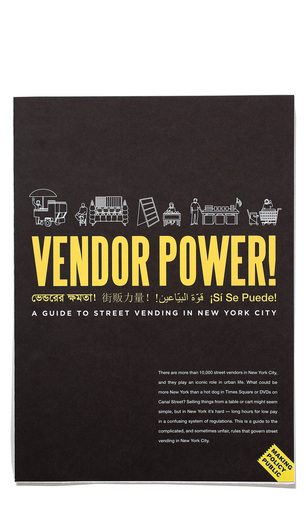 VENDOR POWER!
ভেন্ডরের ক্ষমতা! 街贩力量! قوة البيّاعين! ¡Sí Se Puede!
A GUIDE TO STREET VENDING IN NEW YORK CITY
There are more than 10,000 street vendors in New York City,
and they play an iconic role in urban life. What could be
more New York than a hot dog in Times Square or DVDs on
Canal Street? Selling things from a table or cart might seem
simple, but in New York it's hard — long hours for low pay
in a confusing set of regulations. This is a guide to the
complicated, and sometimes unfair, rules that govern street
vending in New York City.
MAKING
POLICY
PUBLIC